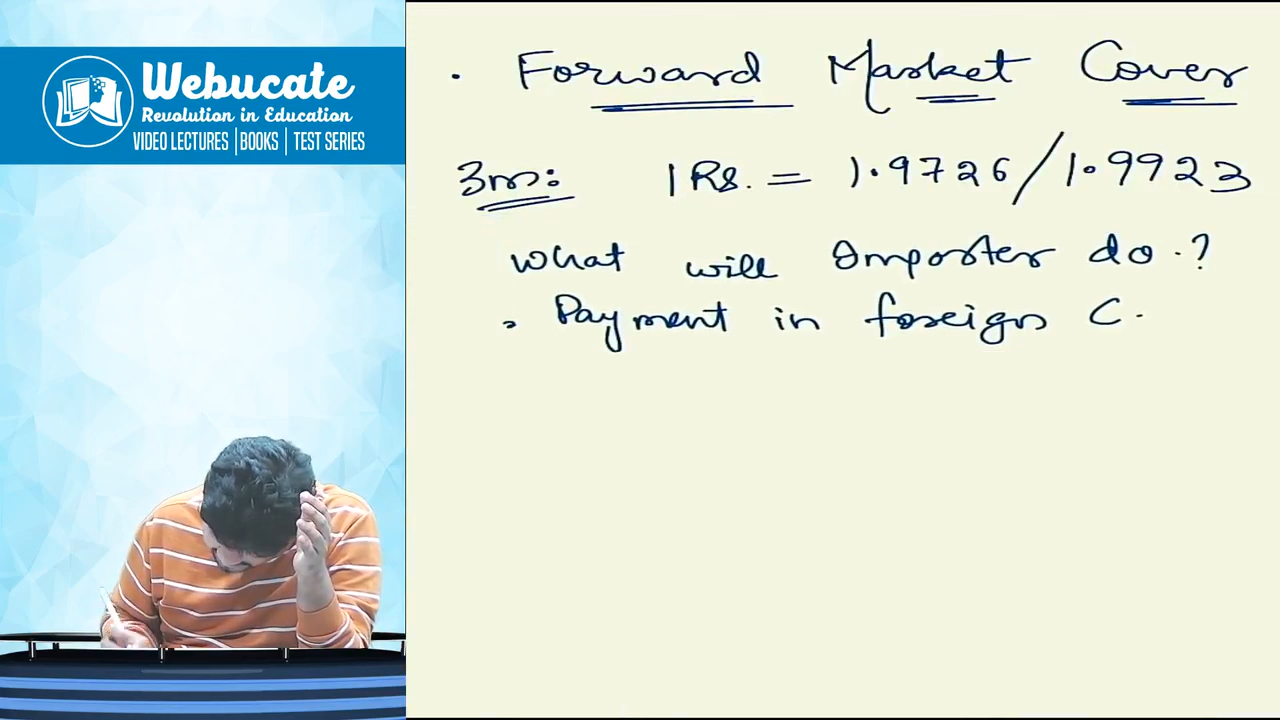 Webucate
Revolution in Education
VIDEO LECTURES | BOOKS | TEST SERIES
. Forward Market Cover
3m: 1 Rs. = 1.9726/1.9923
What will Importer do.?
. Payment in foreign C.